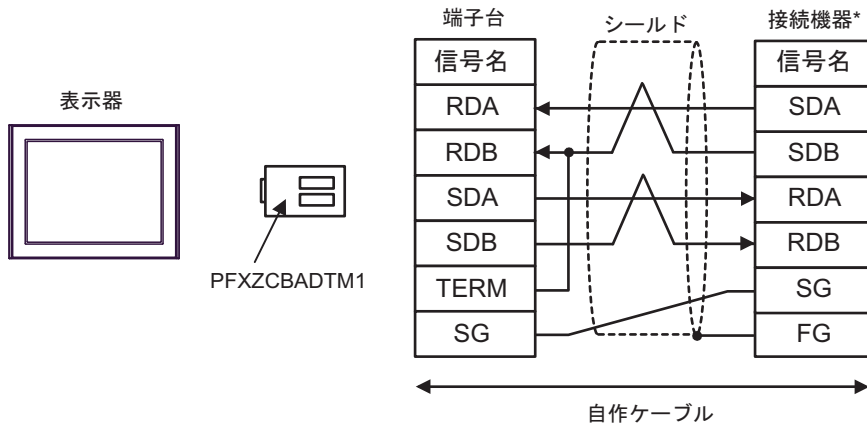 端子台
シールド
接続機器*
表示器
信号名
信号名
RDA
SDA
RDB
SDB
SDA
RDA
SDB
RDB
TERM
SG
SG
FG
PFXZCBADTM1
自作ケーブル